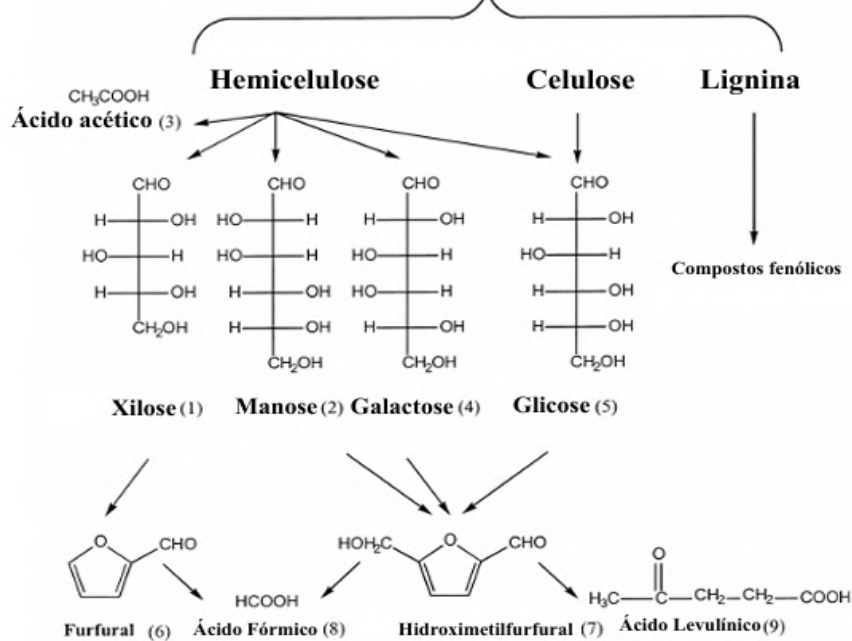 Hemicelulose Celulose Lignina
CH₃COOH
Ácido acético (3)
CHO CHO CHO CHO
H OH HO H H OH H OH
HO H HO H HO H HO H
H OH H OH HO H H OH
CH₂OH H OH H OH H OH
CH₂OH CH₂OH CH₂OH
Compostos fenólicos
Xilose (1) Manose (2) Galactose (4) Glicose (5)
O CHO HOH₂C O CHO O
HCOOH H₃C C CH₂ CH₂ COOH
Furfural (6) Ácido Fórmico (8) Hidroximetilfurfural (7) Ácido Levulínico (9)